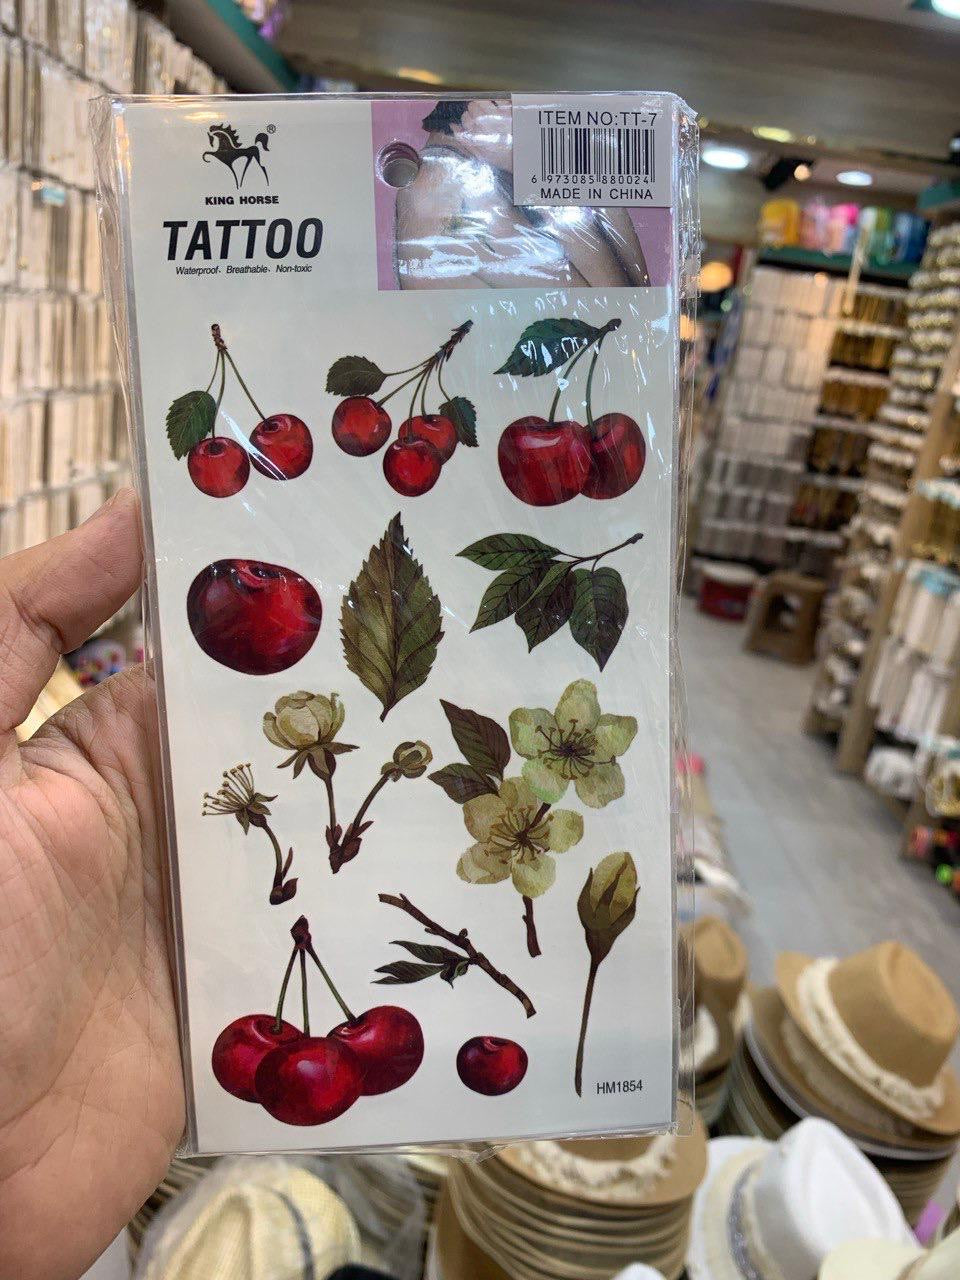 ®
KING HORSE
TATTOO
Waterproof、Breathable、Non-toxic
ITEM NO:TT-7
6 973085 880024
MADE IN CHINA
HM1854